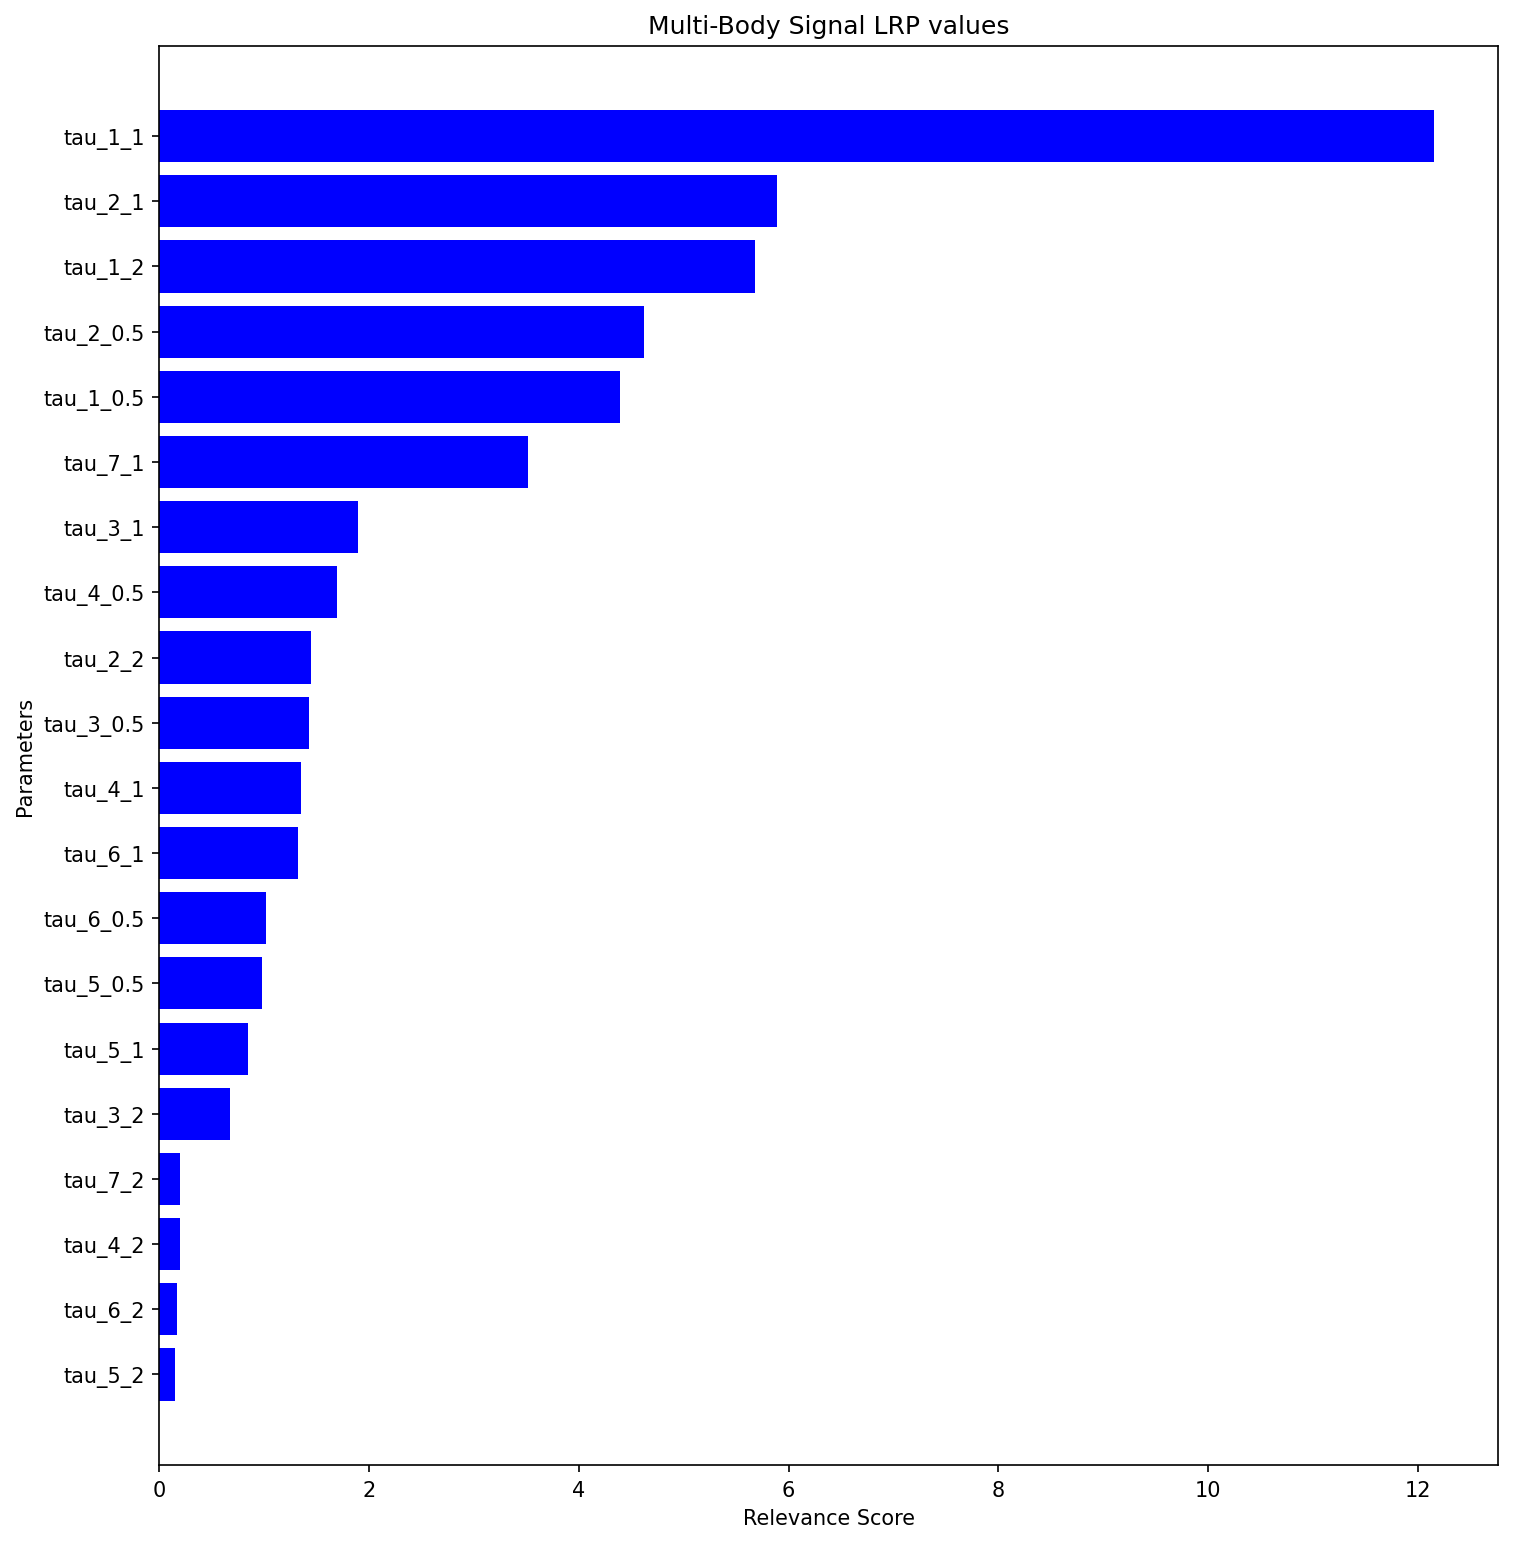 Multi-Body Signal LRP values
tau_1_1
tau_2_1
tau_1_2
tau_2_0.5
tau_1_0.5
tau_7_1
tau_3_1
tau_4_0.5
tau_2_2
tau_3_0.5
tau_4_1
tau_6_1
tau_6_0.5
tau_5_0.5
tau_5_1
tau_3_2
tau_7_2
tau_4_2
tau_6_2
tau_5_2
Parameters
0 2 4 6 8 10 12
Relevance Score